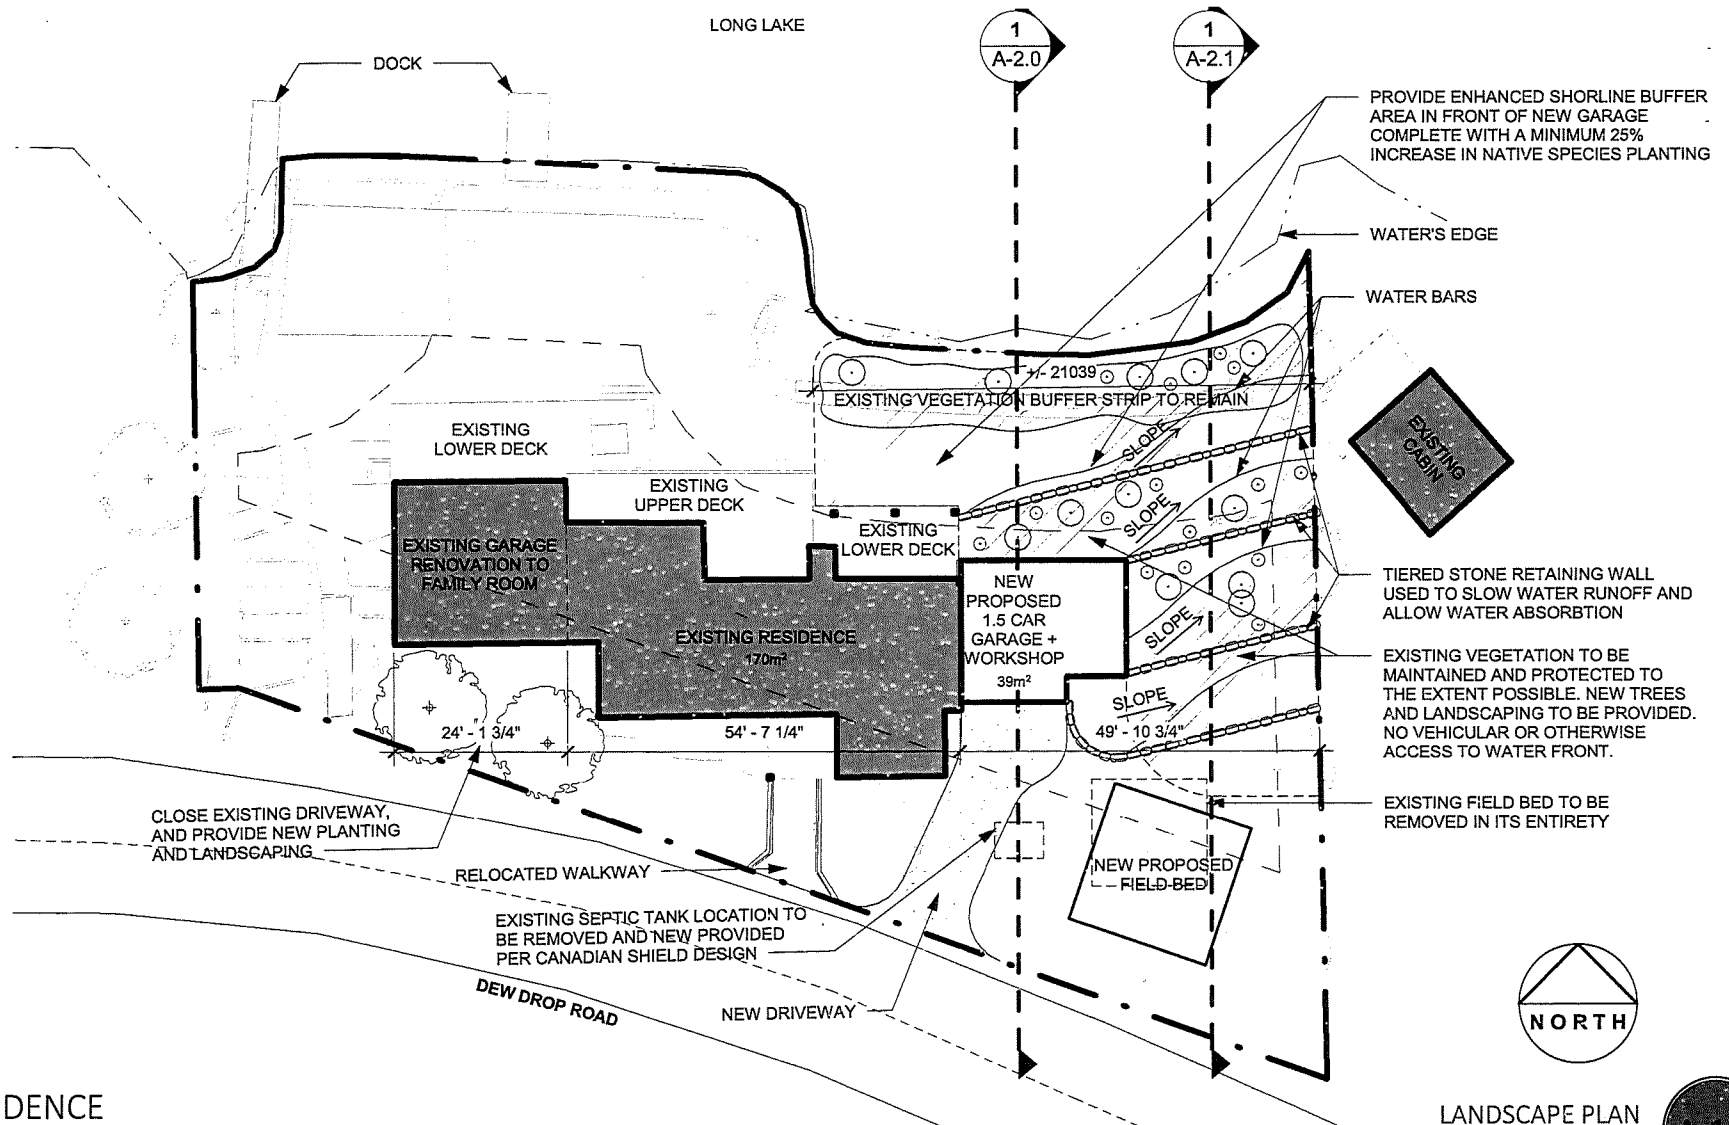 LONG LAKE
1
A-2.0
1
A-2.1
DOCK
PROVIDE ENHANCED SHORLINE BUFFER
AREA IN FRONT OF NEW GARAGE
COMPLETE WITH A MINIMUM 25%
INCREASE IN NATIVE SPECIES PLANTING
WATER'S EDGE
WATER BARS
+/- 21039
EXISTING VEGETATION BUFFER STRIP TO REMAIN
EXISTING
LOWER DECK
EXISTING
UPPER DECK
EXISTING
LOWER DECK
SLOPE
SLOPE
SLOPE
SLOPE
EXISTING
CABIN
EXISTING GARAGE
RENOVATION TO
FAMILY ROOM
EXISTING RESIDENCE
170m²
NEW
PROPOSED
1.5 CAR
GARAGE +
WORKSHOP
39m²
TIERED STONE RETAINING WALL
USED TO SLOW WATER RUNOFF AND
ALLOW WATER ABSORBTION
EXISTING VEGETATION TO BE
MAINTAINED AND PROTECTED TO
THE EXTENT POSSIBLE. NEW TREES
AND LANDSCAPING TO BE PROVIDED.
NO VEHICULAR OR OTHERWISE
ACCESS TO WATER FRONT.
24' - 1 3/4"
54' - 7 1/4"
49' - 10 3/4"
EXISTING FIELD BED TO BE
REMOVED IN ITS ENTIRETY
CLOSE EXISTING DRIVEWAY,
AND PROVIDE NEW PLANTING
AND LANDSCAPING
RELOCATED WALKWAY
NEW PROPOSED
FIELD BED
EXISTING SEPTIC TANK LOCATION TO
BE REMOVED AND NEW PROVIDED
PER CANADIAN SHIELD DESIGN
DEW DROP ROAD
NEW DRIVEWAY
NORTH
DENCE
LANDSCAPE PLAN